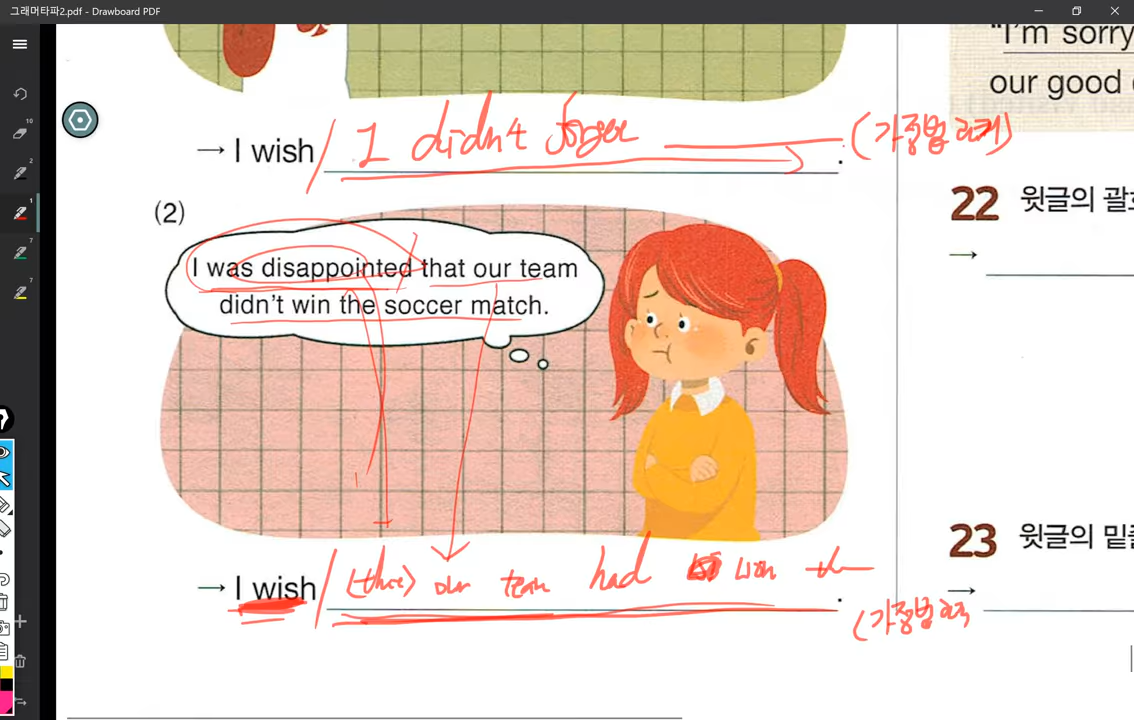 그래머타파2.pdf - Drawboard PDF
"I'm sorry
our good
→ I wish / I didn't forget .
(가정법 과거)
(2)
22 윗글의 괄호
→
I was disappointed that our team
didn't win the soccer match.
23 윗글의 밑줄
→
→ I wish / (that) our team had won the .
(가정법 과